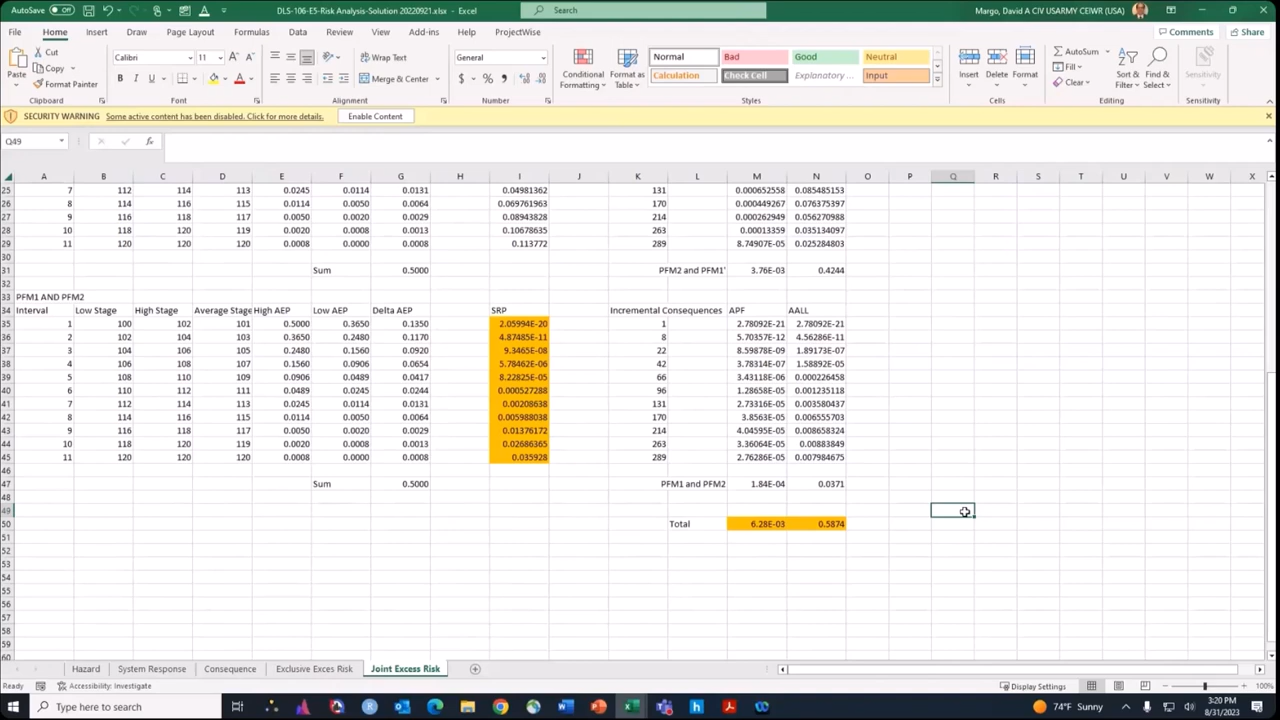 AutoSave Off DLS-106-E5-Risk Analysis-Solution 20220921.xlsx - Excel Search Margo, David A CIV USARMY CEIWR (USA)
File Home Insert Draw Page Layout Formulas Data Review View Add-ins Help ProjectWise Comments Share
Paste Cut Copy Format Painter Clipboard
Calibri 11 Font
Wrap Text Merge & Center Alignment
General Number
Conditional Formatting Format as Table
Normal Bad Good Neutral
Calculation Check Cell Explanatory ... Input
Styles
Insert Delete Format Cells
AutoSum Fill Clear Sort & Filter Find & Select Editing
Sensitivity Sensitivity
SECURITY WARNING Some active content has been disabled. Click for more details. Enable Content
Q49 fx
A B C D E F G H I J K L M N O P Q R S T U V W X
25 7 112 114 113 0.0245 0.0114 0.0131 0.04981362 131 0.000652558 0.085485153
26 8 114 116 115 0.0114 0.0050 0.0064 0.069761963 170 0.000449267 0.076375397
27 9 116 118 117 0.0050 0.0020 0.0029 0.08943828 214 0.000262949 0.056270988
28 10 118 120 119 0.0020 0.0008 0.0013 0.10678635 263 0.00013359 0.035134097
29 11 120 120 120 0.0008 0.0000 0.0008 0.113772 289 8.74907E-05 0.025284803
31 Sum 0.5000 PFM2 and PFM1' 3.76E-03 0.4244
33 PFM1 AND PFM2
34 Interval Low Stage High Stage Average Stage High AEP Low AEP Delta AEP SRP Incremental Consequences APF AALL
35 1 100 102 101 0.5000 0.3650 0.1350 2.05994E-20 1 2.78092E-21 2.78092E-21
36 2 102 104 103 0.3650 0.2480 0.1170 4.87485E-11 8 5.70357E-12 4.56286E-11
37 3 104 106 105 0.2480 0.1560 0.0920 9.3465E-08 22 8.59878E-09 1.89173E-07
38 4 106 108 107 0.1560 0.0906 0.0654 5.78462E-06 42 3.78314E-07 1.58892E-05
39 5 108 110 109 0.0906 0.0489 0.0417 8.22825E-05 66 3.43118E-06 0.000226458
40 6 110 112 111 0.0489 0.0245 0.0244 0.000527288 96 1.28658E-05 0.001235118
41 7 112 114 113 0.0245 0.0114 0.0131 0.00208638 131 2.73316E-05 0.003580437
42 8 114 116 115 0.0114 0.0050 0.0064 0.005988038 170 3.8563E-05 0.006555703
43 9 116 118 117 0.0050 0.0020 0.0029 0.01376172 214 4.04595E-05 0.008658324
44 10 118 120 119 0.0020 0.0008 0.0013 0.02686365 263 3.36064E-05 0.00883849
45 11 120 120 120 0.0008 0.0000 0.0008 0.035928 289 2.76286E-05 0.007984675
46
47 Sum 0.5000 PFM1 and PFM2 1.84E-04 0.0371
48
49
50 Total 6.28E-03 0.5874
51
52
53
54
55
56
57
58
59
60
Hazard System Response Consequence Exclusive Exces Risk Joint Excess Risk
Ready Accessibility: Investigate Display Settings 100%
Type here to search 74°F Sunny 3:20 PM
8/31/2023